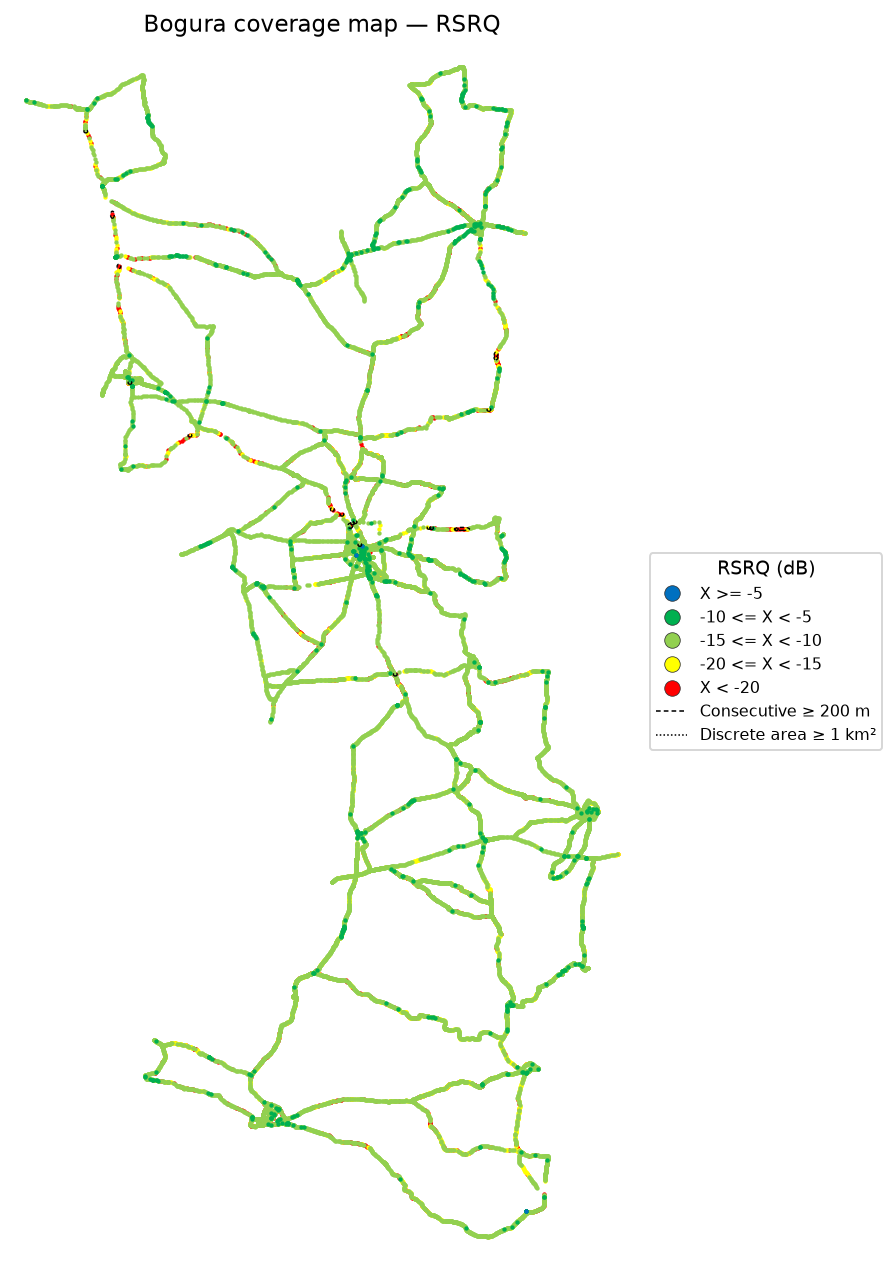 Bogura coverage map — RSRQ
RSRQ (dB)
X >= -5
-10 <= X < -5
-15 <= X < -10
-20 <= X < -15
X < -20
Consecutive ≥ 200 m
Discrete area ≥ 1 km²